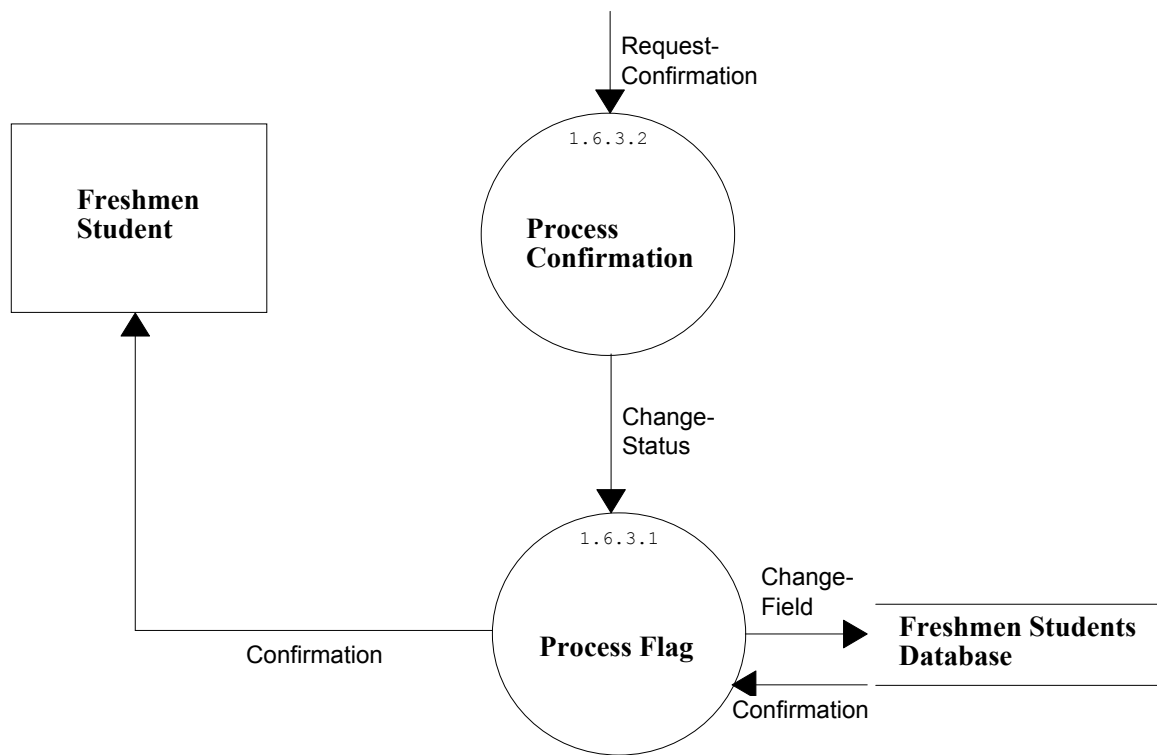 Request-
Confirmation
1.6.3.2
Freshmen
Student
Process
Confirmation
Change-
Status
1.6.3.1
Change-
Field
Process Flag
Freshmen Students
Database
Confirmation
Confirmation